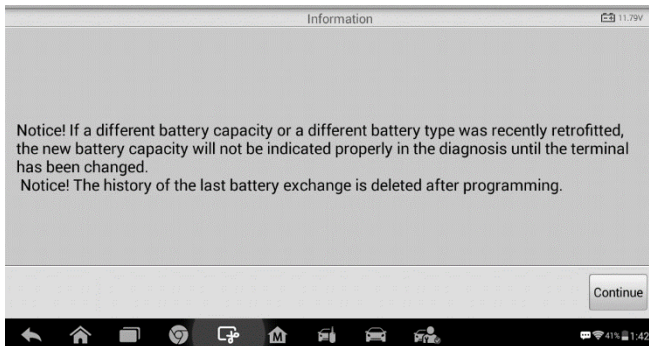 Information
11.79V
Notice! If a different battery capacity or a different battery type was recently retrofitted,
the new battery capacity will not be indicated properly in the diagnosis until the terminal
has been changed.
Notice! The history of the last battery exchange is deleted after programming.
Continue
M
41%
1:42